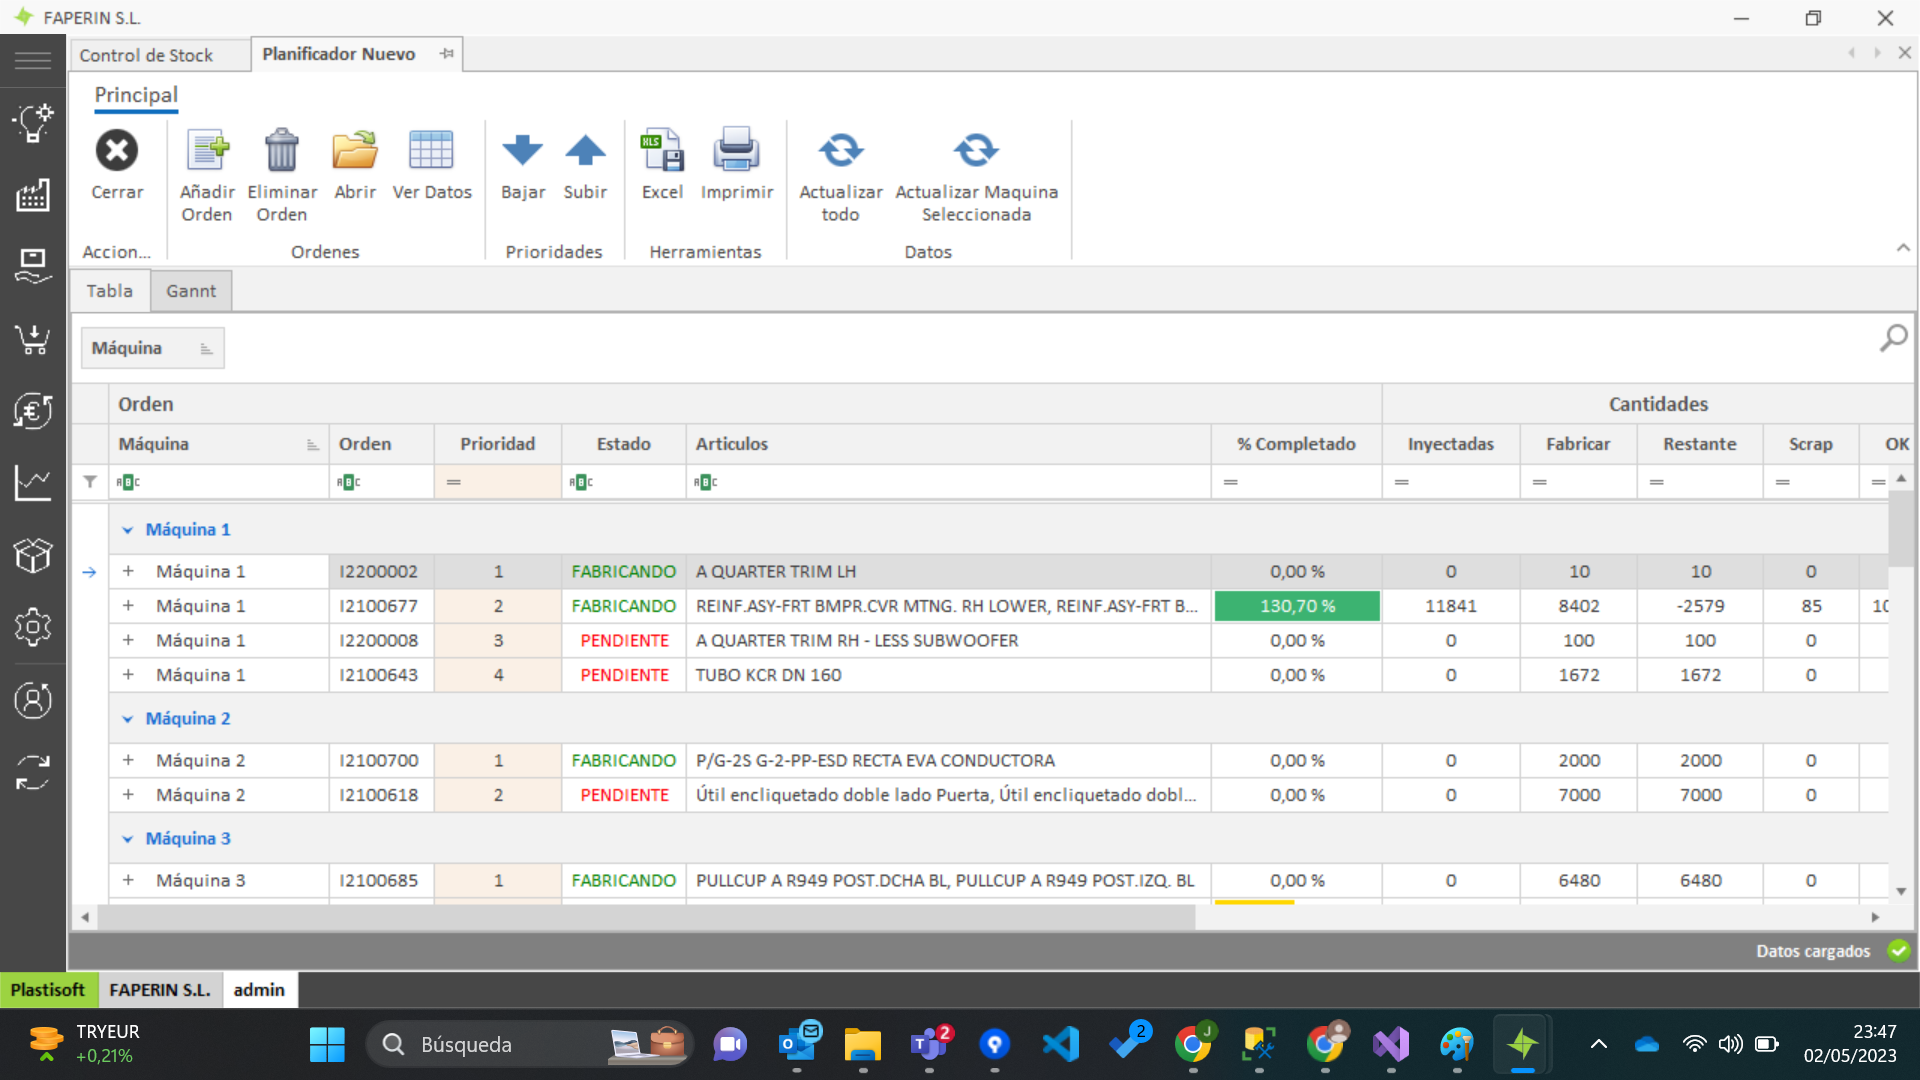 FAPERIN S.L.
Control de Stock
Planificador Nuevo
Principal
Cerrar
Añadir Orden
Eliminar Orden
Abrir
Ver Datos
Bajar
Subir
XLS
Excel
Imprimir
Actualizar todo
Actualizar Maquina Seleccionada
Accion...
Ordenes
Prioridades
Herramientas
Datos
Tabla
Gannt
Máquina
Orden
Cantidades
Máquina Orden Prioridad Estado Articulos % Completado Inyectadas Fabricar Restante Scrap OK
ABC ABC = ABC ABC = = = = = =
Máquina 1
+ Máquina 1 I2200002 1 FABRICANDO A QUARTER TRIM LH 0,00 % 0 10 10 0
+ Máquina 1 I2100677 2 FABRICANDO REINF.ASY-FRT BMPR.CVR MTNG. RH LOWER, REINF.ASY-FRT B... 130,70 % 11841 8402 -2579 85 10
+ Máquina 1 I2200008 3 PENDIENTE A QUARTER TRIM RH - LESS SUBWOOFER 0,00 % 0 100 100 0
+ Máquina 1 I2100643 4 PENDIENTE TUBO KCR DN 160 0,00 % 0 1672 1672 0
Máquina 2
+ Máquina 2 I2100700 1 FABRICANDO P/G-2S G-2-PP-ESD RECTA EVA CONDUCTORA 0,00 % 0 2000 2000 0
+ Máquina 2 I2100618 2 PENDIENTE Útil encliquetado doble lado Puerta, Útil encliquetado dobl... 0,00 % 0 7000 7000 0
Máquina 3
+ Máquina 3 I2100685 1 FABRICANDO PULLCUP A R949 POST.DCHA BL, PULLCUP A R949 POST.IZQ. BL 0,00 % 0 6480 6480 0
Datos cargados
Plastisoft
FAPERIN S.L.
admin
TRYEUR
+0,21%
Búsqueda
2
2
J
23:47
02/05/2023